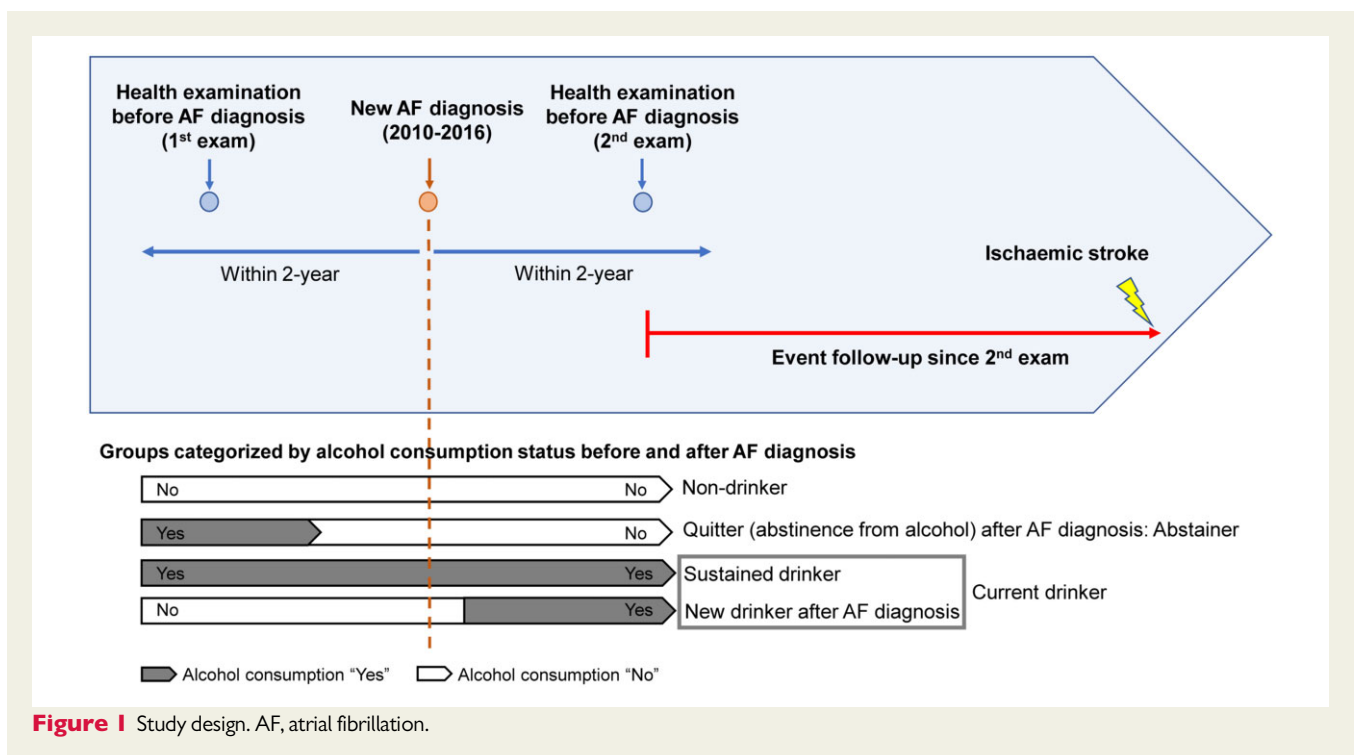 Health examination
before AF diagnosis
(1st exam)
New AF diagnosis
(2010-2016)
Health examination
before AF diagnosis
(2nd exam)
Within 2-year
Within 2-year
Ischaemic stroke
Event follow-up since 2nd exam
Groups categorized by alcohol consumption status before and after AF diagnosis
No No Non-drinker
Yes No Quitter (abstinence from alcohol) after AF diagnosis: Abstainer
Yes Yes Sustained drinker
Current drinker
No Yes New drinker after AF diagnosis
Alcohol consumption “Yes” Alcohol consumption “No”
Figure 1 Study design. AF, atrial fibrillation.